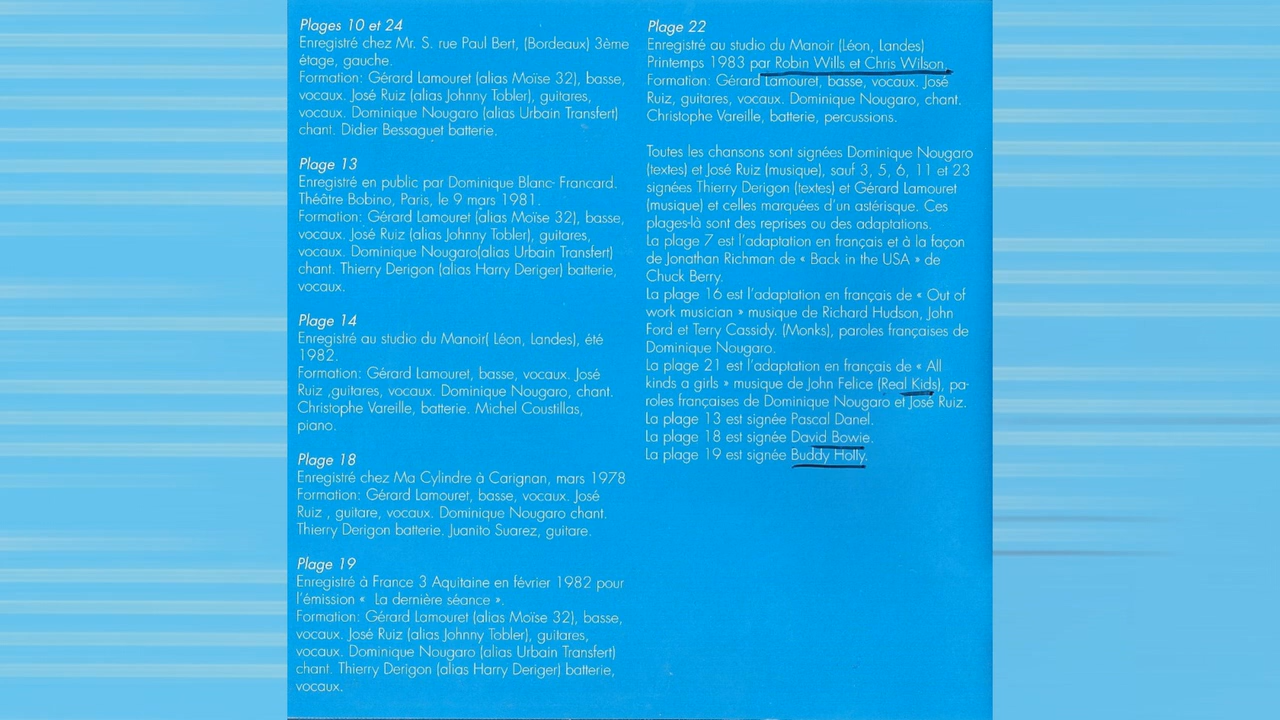 Plages 10 et 24
Enregistré chez Mr. S. rue Paul Bert, (Bordeaux) 3ème
étage, gauche.
Formation: Gérard Lamouret (alias Moïse 32), basse,
vocaux. José Ruiz (alias Johnny Tobler), guitares,
vocaux. Dominique Nougaro (alias Urbain Transfert)
chant. Didier Bessaguet batterie.
Plage 13
Enregistré en public par Dominique Blanc- Francard.
Théâtre Bobino, Paris, le 9 mars 1981.
Formation: Gérard Lamouret (alias Moïse 32), basse,
vocaux. José Ruiz (alias Johnny Tobler), guitares,
vocaux. Dominique Nougaro(alias Urbain Transfert)
chant. Thierry Derigon (alias Harry Deriger) batterie,
vocaux.
Plage 14
Enregistré au studio du Manoir( Léon, Landes), été
1982.
Formation: Gérard Lamouret, basse, vocaux. José
Ruiz ,guitares, vocaux. Dominique Nougaro, chant.
Christophe Vareille, batterie. Michel Coustillas,
piano.
Plage 18
Enregistré chez Ma Cylindre à Carignan, mars 1978
Formation: Gérard Lamouret, basse, vocaux. José
Ruiz , guitare, vocaux. Dominique Nougaro chant.
Thierry Derigon batterie. Juanito Suarez, guitare.
Plage 19
Enregistré à France 3 Aquitaine en février 1982 pour
l'émission « La dernière séance ».
Formation: Gérard Lamouret (alias Moïse 32), basse,
vocaux. José Ruiz (alias Johnny Tobler), guitares,
vocaux. Dominique Nougaro (alias Urbain Transfert)
chant. Thierry Derigon (alias Harry Deriger) batterie,
vocaux.
Plage 22
Enregistré au studio du Manoir (Léon, Landes)
Printemps 1983 par Robin Wills et Chris Wilson,
Formation: Gérard Lamouret, basse, vocaux. José
Ruiz, guitares, vocaux. Dominique Nougaro, chant.
Christophe Vareille, batterie, percussions.
Toutes les chansons sont signées Dominique Nougaro
(textes) et José Ruiz (musique), sauf 3, 5, 6, 11 et 23
signées Thierry Derigon (textes) et Gérard Lamouret
(musique) et celles marquées d'un astérisque. Ces
plages-là sont des reprises ou des adaptations.
La plage 7 est l'adaptation en français et à la façon
de Jonathan Richman de « Back in the USA » de
Chuck Berry.
La plage 16 est l'adaptation en français de « Out of
work musician » musique de Richard Hudson, John
Ford et Terry Cassidy. (Monks), paroles françaises de
Dominique Nougaro.
La plage 21 est l'adaptation en français de « All
kinds a girls » musique de John Felice (Real Kids), pa-
roles françaises de Dominique Nougaro et José Ruiz.
La plage 13 est signée Pascal Danel.
La plage 18 est signée David Bowie.
La plage 19 est signée Buddy Holly.